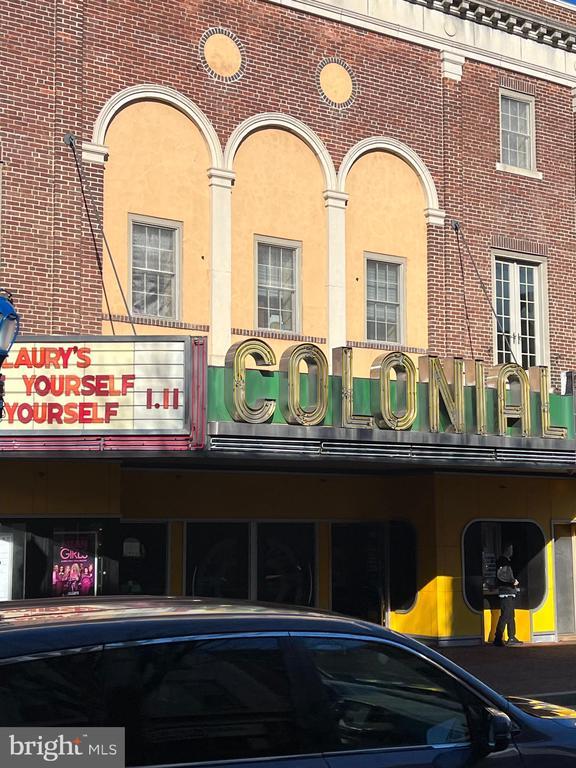 LAURY'S
YOURSELF
YOURSELF
1.11
COLONIAL
GIRLS
bright MLS